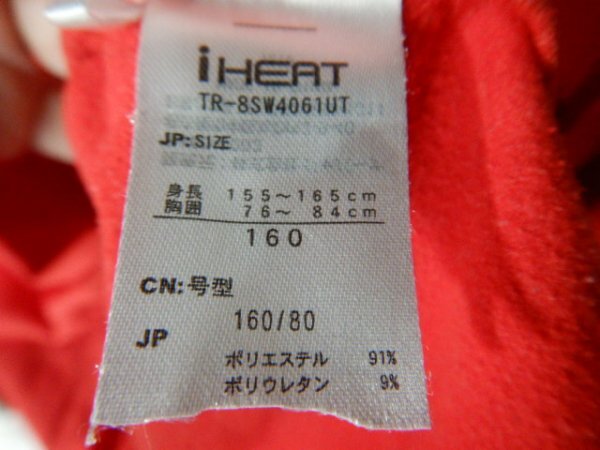 iHEAT
TR-8SW4061UT
JP:SIZE
身長 155～165cm
胸囲 76～ 84cm
160
CN:号型
160/80
JP
ポリエステル 91%
ポリウレタン 9%